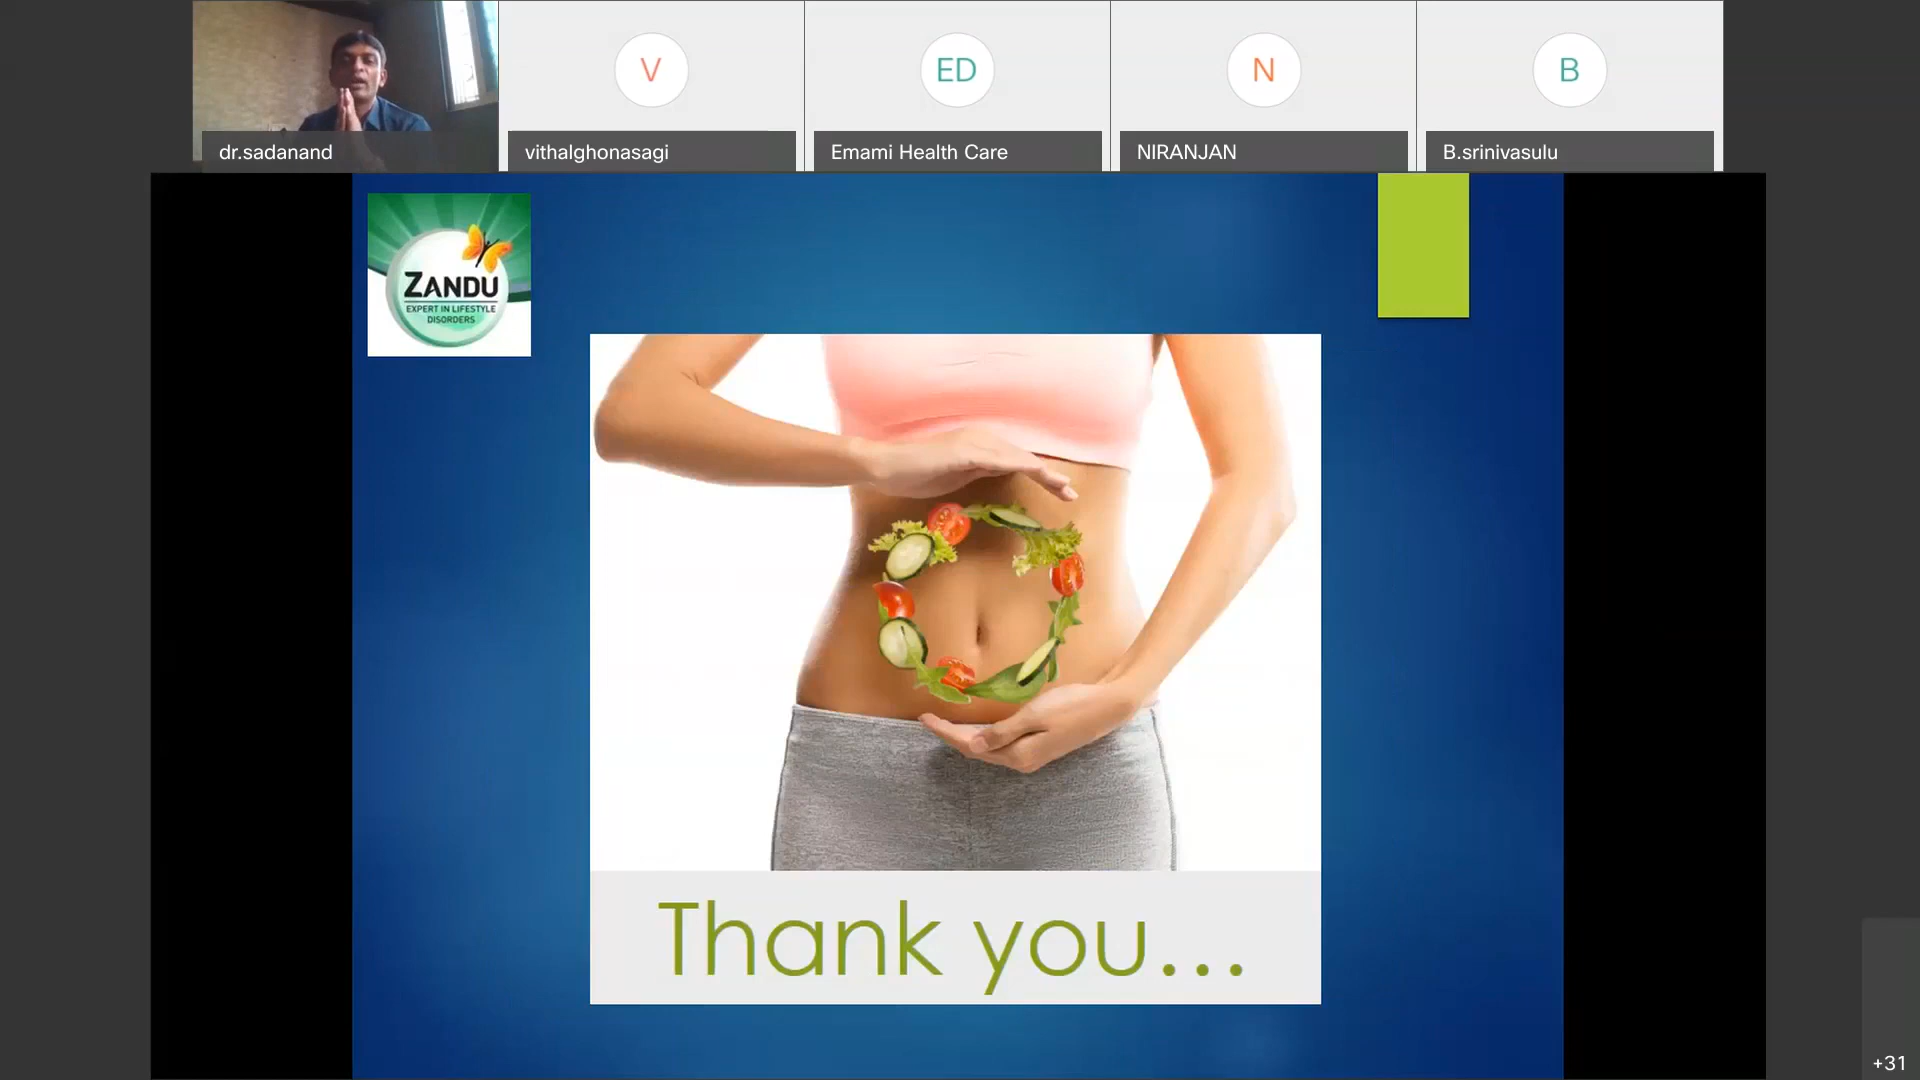 V
ED
N
B
dr.sadanand
vithalghonasagi
Emami Health Care
NIRANJAN
B.srinivasulu
ZANDU
EXPERT IN LIFESTYLE
DISORDERS
Thank you...
+31